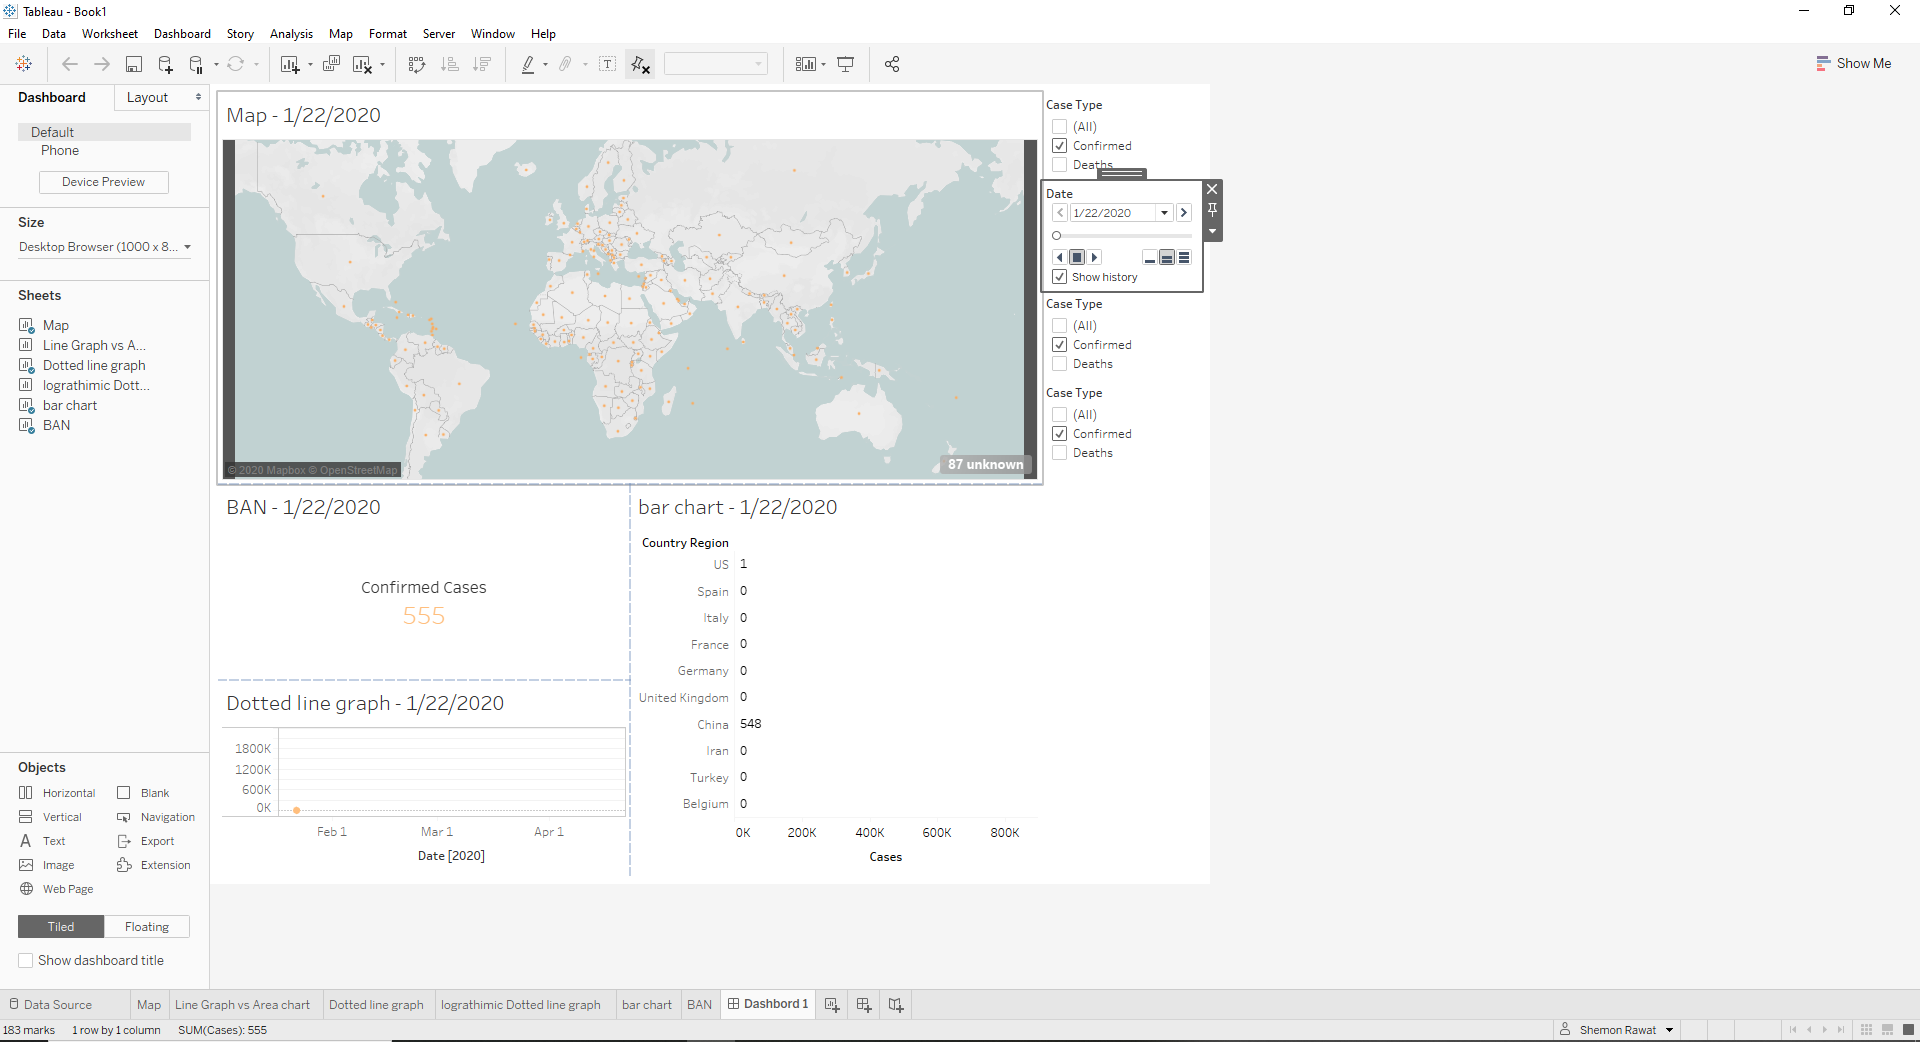 Tableau - Book1
File Data Worksheet Dashboard Story Analysis Map Format Server Window Help
Show Me
Dashboard Layout
Default
Phone
Device Preview
Size
Desktop Browser (1000 x 8...
Sheets
Map
Line Graph vs A...
Dotted line graph
lograthimic Dott...
bar chart
BAN
Objects
Horizontal Blank
Vertical Navigation
Text Export
Image Extension
Web Page
Tiled Floating
Show dashboard title
Map - 1/22/2020
© 2020 Mapbox © OpenStreetMap
87 unknown
Case Type
(All)
Confirmed
Deaths
Date
1/22/2020
Show history
Case Type
(All)
Confirmed
Deaths
Case Type
(All)
Confirmed
Deaths
BAN - 1/22/2020
Confirmed Cases
555
Dotted line graph - 1/22/2020
1800K
1200K
600K
0K
Feb 1 Mar 1 Apr 1
Date [2020]
bar chart - 1/22/2020
Country Region
US 1
Spain 0
Italy 0
France 0
Germany 0
United Kingdom 0
China 548
Iran 0
Turkey 0
Belgium 0
0K 200K 400K 600K 800K
Cases
Data Source Map Line Graph vs Area chart Dotted line graph lograthimic Dotted line graph bar chart BAN Dashbord 1
183 marks 1 row by 1 column SUM(Cases): 555 Shemon Rawat